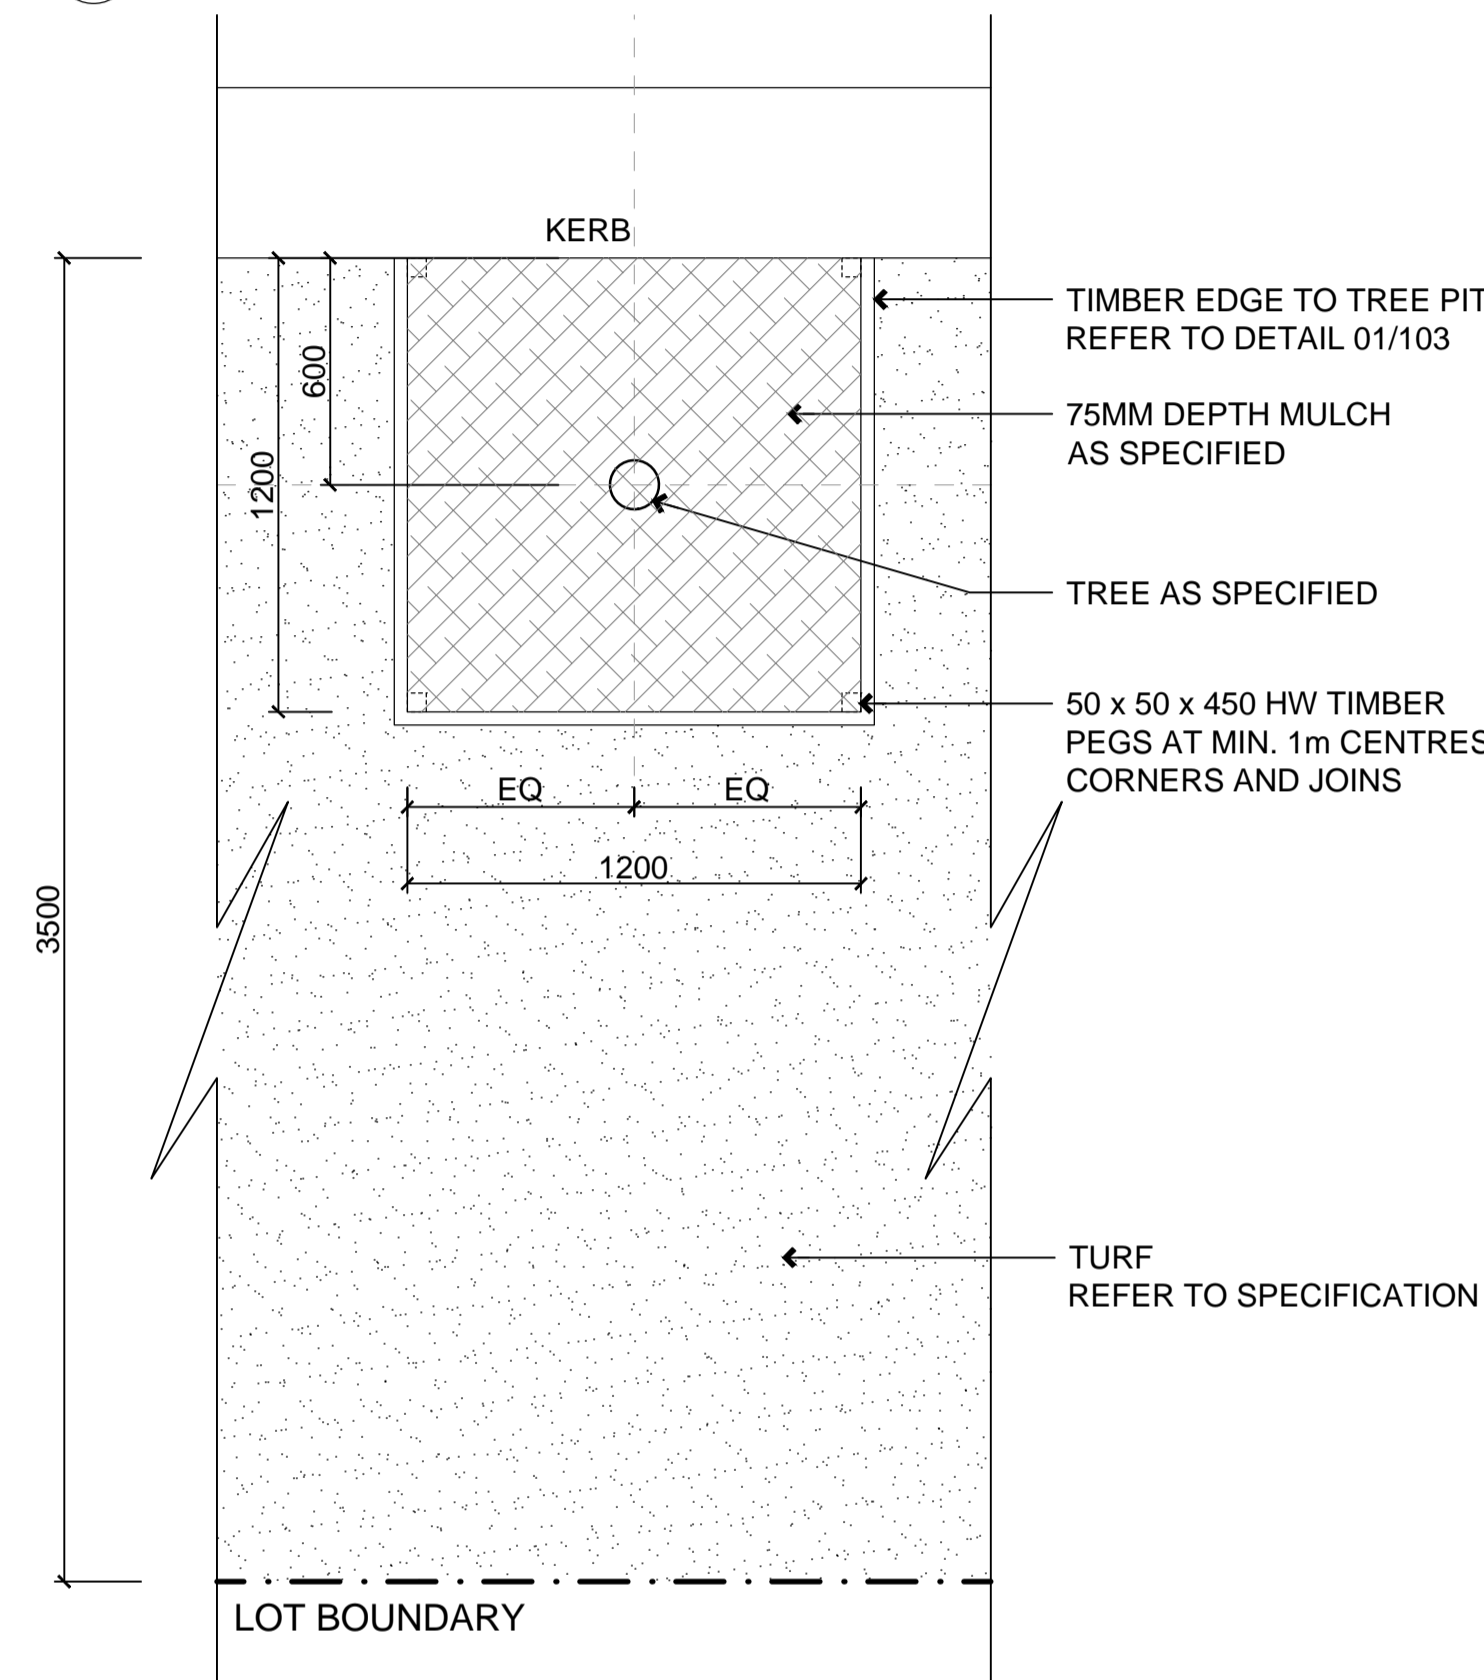 KERB
TIMBER EDGE TO TREE PIT
REFER TO DETAIL 01/103
600
75MM DEPTH MULCH
AS SPECIFIED
1200
TREE AS SPECIFIED
50 x 50 x 450 HW TIMBER
PEGS AT MIN. 1m CENTRES
CORNERS AND JOINS
EQ EQ
1200
3500
TURF
REFER TO SPECIFICATION
LOT BOUNDARY